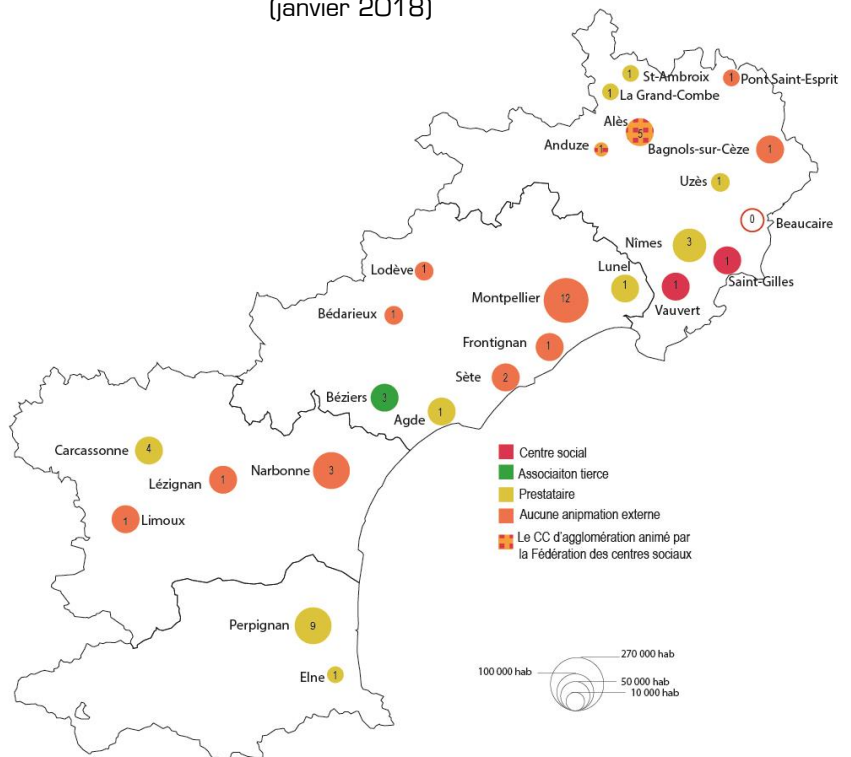 (janvier 2018)
1 St-Ambroix
1 Pont Saint-Esprit
1 La Grand-Combe
Alès
5
Anduze 1
Bagnols-sur-Cèze 1
Uzès 1
0 Beaucaire
Nîmes 3
1
Saint-Gilles
Lunel
1
1
Vauvert
Lodève 1
Montpellier 12
Bédarieux 1
Frontignan 1
Sète 2
Béziers 3
Agde 1
Carcassonne 4
Narbonne 3
Lézignan 1
1 Limoux
Centre social
Associaiton tierce
Prestataire
Aucune anipmation externe
Le CC d'agglomération animé par
la Fédération des centres sociaux
Perpignan 9
Elne 1
270 000 hab
100 000 hab
50 000 hab
10 000 hab